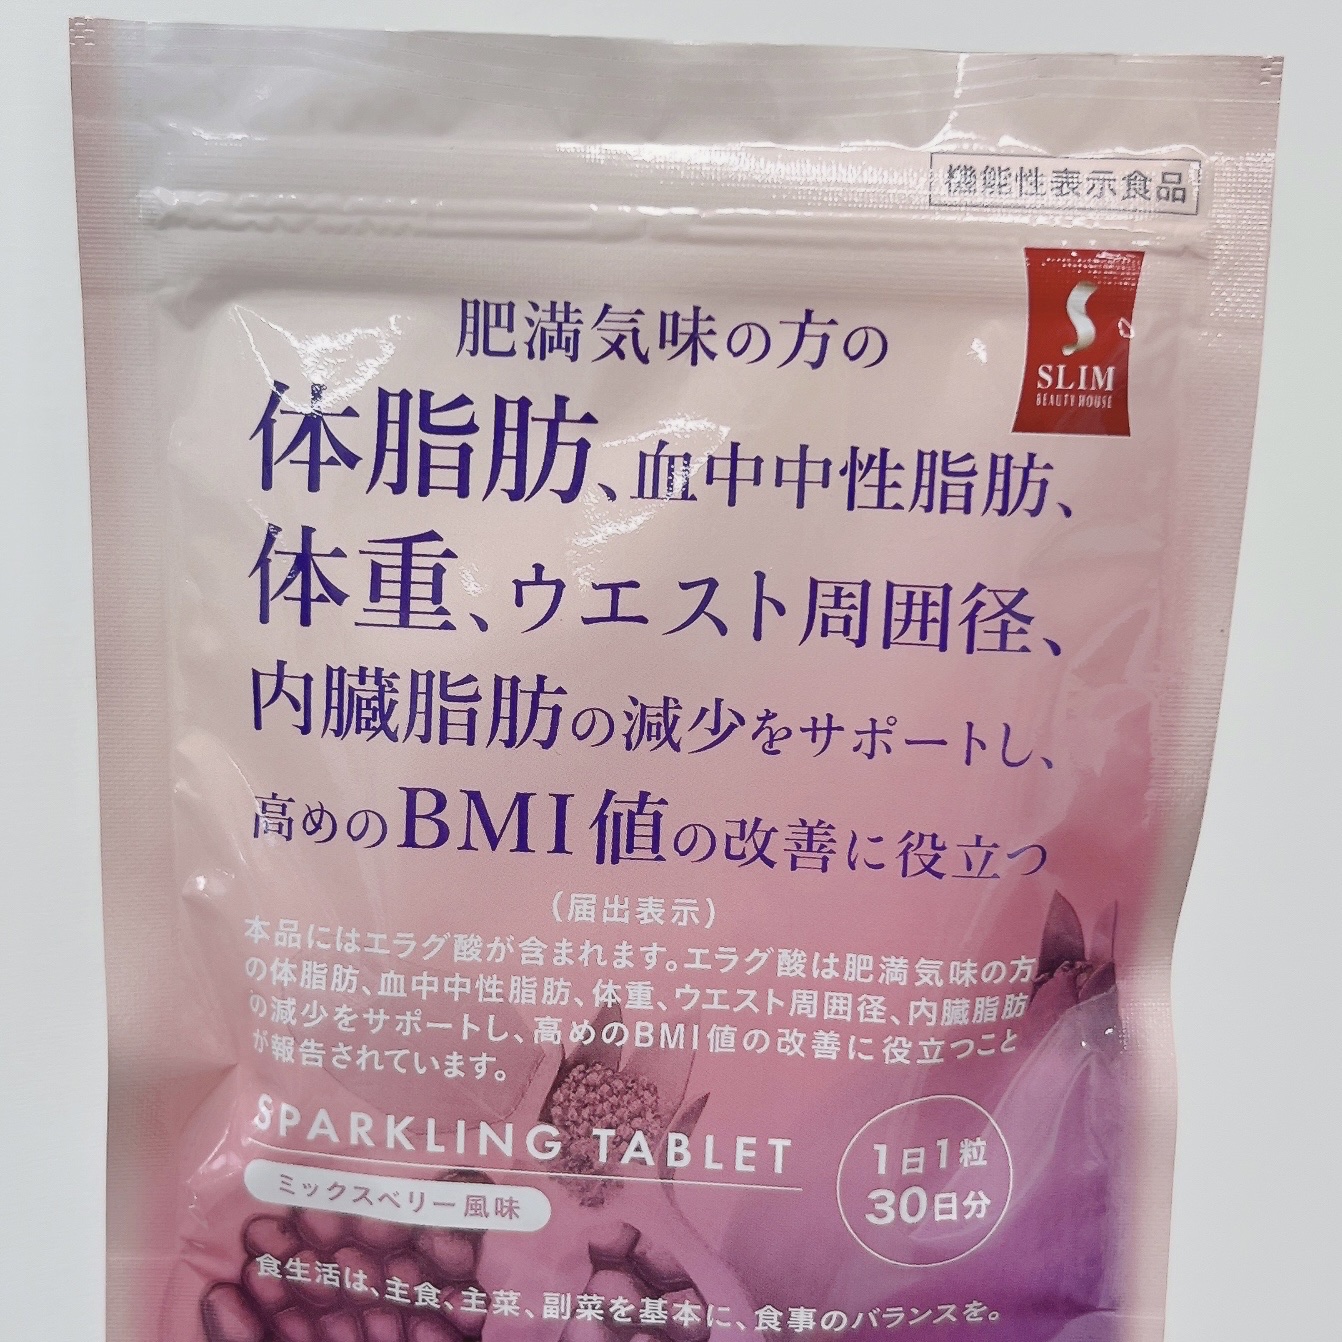 機能性表示食品
SLIM
BEAUTY HOUSE
肥満気味の方の
体脂肪、血中中性脂肪、
体重、ウエスト周囲径、
内臓脂肪の減少をサポートし、
高めのBMI値の改善に役立つ
(届出表示)
本品にはエラグ酸が含まれます。エラグ酸は肥満気味の方
の体脂肪、血中中性脂肪、体重、ウエスト周囲径、内臓脂肪
の減少をサポートし、高めのBMI値の改善に役立つこと
が報告されています。
SPARKLING TABLET
ミックスベリー風味
1日1粒
30日分
食生活は、主食、主菜、副菜を基本に、食事のバランスを。